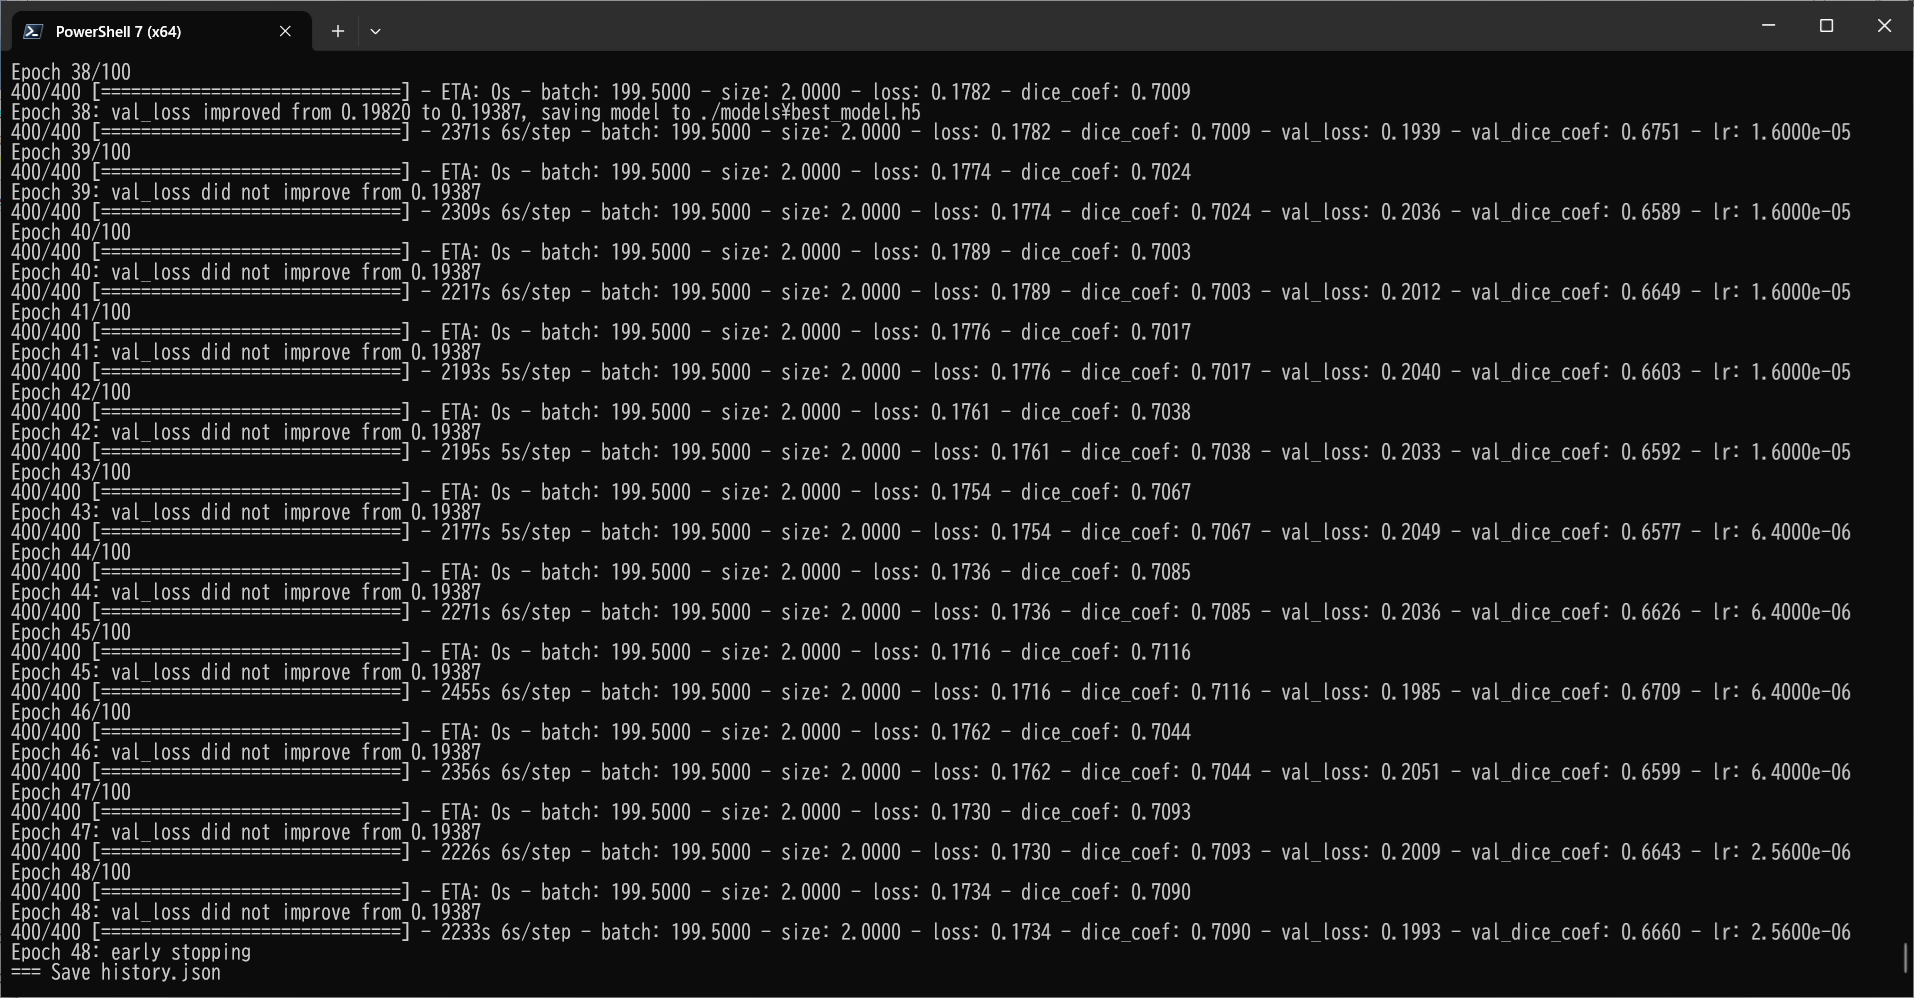 PowerShell 7 (x64)
Epoch 38/100
400/400 [==============================] - ETA: 0s - batch: 199.5000 - size: 2.0000 - loss: 0.1782 - dice_coef: 0.7009
Epoch 38: val_loss improved from 0.19820 to 0.19387, saving model to ./models¥best_model.h5
400/400 [==============================] - 2371s 6s/step - batch: 199.5000 - size: 2.0000 - loss: 0.1782 - dice_coef: 0.7009 - val_loss: 0.1939 - val_dice_coef: 0.6751 - lr: 1.6000e-05
Epoch 39/100
400/400 [==============================] - ETA: 0s - batch: 199.5000 - size: 2.0000 - loss: 0.1774 - dice_coef: 0.7024
Epoch 39: val_loss did not improve from 0.19387
400/400 [==============================] - 2309s 6s/step - batch: 199.5000 - size: 2.0000 - loss: 0.1774 - dice_coef: 0.7024 - val_loss: 0.2036 - val_dice_coef: 0.6589 - lr: 1.6000e-05
Epoch 40/100
400/400 [==============================] - ETA: 0s - batch: 199.5000 - size: 2.0000 - loss: 0.1789 - dice_coef: 0.7003
Epoch 40: val_loss did not improve from 0.19387
400/400 [==============================] - 2217s 6s/step - batch: 199.5000 - size: 2.0000 - loss: 0.1789 - dice_coef: 0.7003 - val_loss: 0.2012 - val_dice_coef: 0.6649 - lr: 1.6000e-05
Epoch 41/100
400/400 [==============================] - ETA: 0s - batch: 199.5000 - size: 2.0000 - loss: 0.1776 - dice_coef: 0.7017
Epoch 41: val_loss did not improve from 0.19387
400/400 [==============================] - 2193s 5s/step - batch: 199.5000 - size: 2.0000 - loss: 0.1776 - dice_coef: 0.7017 - val_loss: 0.2040 - val_dice_coef: 0.6603 - lr: 1.6000e-05
Epoch 42/100
400/400 [==============================] - ETA: 0s - batch: 199.5000 - size: 2.0000 - loss: 0.1761 - dice_coef: 0.7038
Epoch 42: val_loss did not improve from 0.19387
400/400 [==============================] - 2195s 5s/step - batch: 199.5000 - size: 2.0000 - loss: 0.1761 - dice_coef: 0.7038 - val_loss: 0.2033 - val_dice_coef: 0.6592 - lr: 1.6000e-05
Epoch 43/100
400/400 [==============================] - ETA: 0s - batch: 199.5000 - size: 2.0000 - loss: 0.1754 - dice_coef: 0.7067
Epoch 43: val_loss did not improve from 0.19387
400/400 [==============================] - 2177s 5s/step - batch: 199.5000 - size: 2.0000 - loss: 0.1754 - dice_coef: 0.7067 - val_loss: 0.2049 - val_dice_coef: 0.6577 - lr: 6.4000e-06
Epoch 44/100
400/400 [==============================] - ETA: 0s - batch: 199.5000 - size: 2.0000 - loss: 0.1736 - dice_coef: 0.7085
Epoch 44: val_loss did not improve from 0.19387
400/400 [==============================] - 2271s 6s/step - batch: 199.5000 - size: 2.0000 - loss: 0.1736 - dice_coef: 0.7085 - val_loss: 0.2036 - val_dice_coef: 0.6626 - lr: 6.4000e-06
Epoch 45/100
400/400 [==============================] - ETA: 0s - batch: 199.5000 - size: 2.0000 - loss: 0.1716 - dice_coef: 0.7116
Epoch 45: val_loss did not improve from 0.19387
400/400 [==============================] - 2455s 6s/step - batch: 199.5000 - size: 2.0000 - loss: 0.1716 - dice_coef: 0.7116 - val_loss: 0.1985 - val_dice_coef: 0.6709 - lr: 6.4000e-06
Epoch 46/100
400/400 [==============================] - ETA: 0s - batch: 199.5000 - size: 2.0000 - loss: 0.1762 - dice_coef: 0.7044
Epoch 46: val_loss did not improve from 0.19387
400/400 [==============================] - 2356s 6s/step - batch: 199.5000 - size: 2.0000 - loss: 0.1762 - dice_coef: 0.7044 - val_loss: 0.2051 - val_dice_coef: 0.6599 - lr: 6.4000e-06
Epoch 47/100
400/400 [==============================] - ETA: 0s - batch: 199.5000 - size: 2.0000 - loss: 0.1730 - dice_coef: 0.7093
Epoch 47: val_loss did not improve from 0.19387
400/400 [==============================] - 2226s 6s/step - batch: 199.5000 - size: 2.0000 - loss: 0.1730 - dice_coef: 0.7093 - val_loss: 0.2009 - val_dice_coef: 0.6643 - lr: 2.5600e-06
Epoch 48/100
400/400 [==============================] - ETA: 0s - batch: 199.5000 - size: 2.0000 - loss: 0.1734 - dice_coef: 0.7090
Epoch 48: val_loss did not improve from 0.19387
400/400 [==============================] - 2233s 6s/step - batch: 199.5000 - size: 2.0000 - loss: 0.1734 - dice_coef: 0.7090 - val_loss: 0.1993 - val_dice_coef: 0.6660 - lr: 2.5600e-06
Epoch 48: early stopping
=== Save history.json